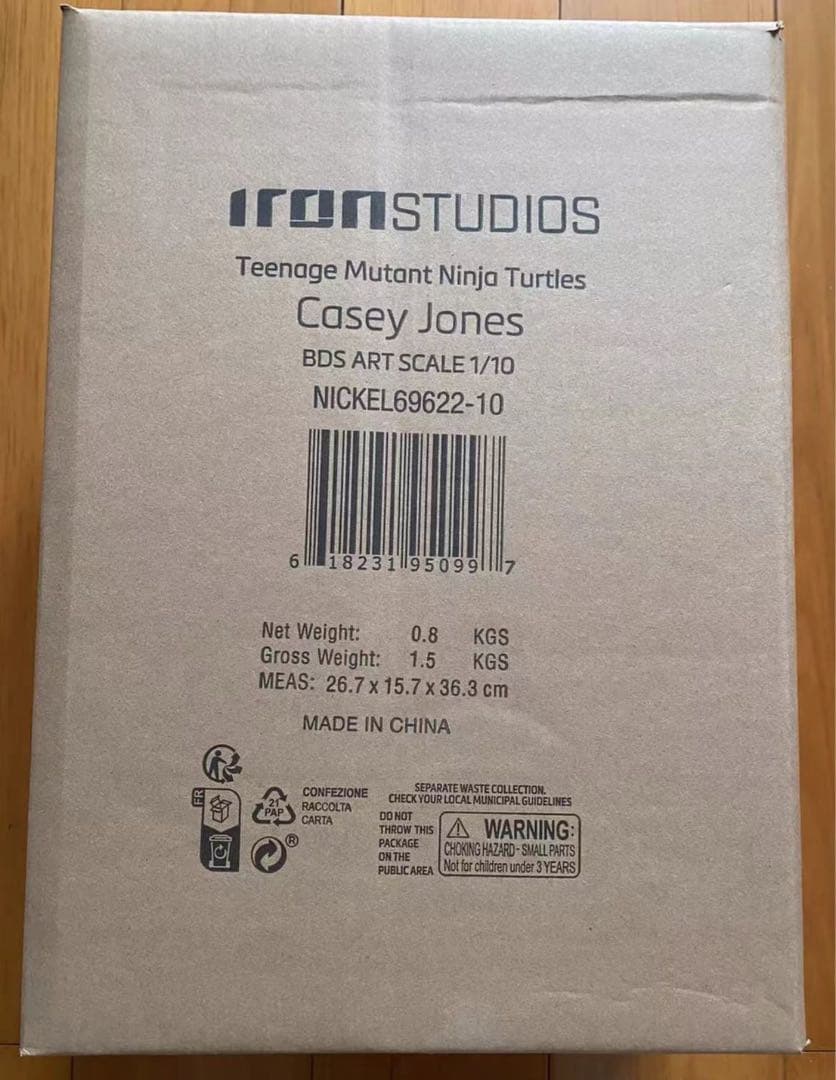 IRON STUDIOS
Teenage Mutant Ninja Turtles
Casey Jones
BDS ART SCALE 1/10
NICKEL69622-10
6 18231 95099 7
Net Weight: 0.8 KGS
Gross Weight: 1.5 KGS
MEAS: 26.7 x 15.7 x 36.3 cm
MADE IN CHINA
FR
21
PAP
CONFEZIONE
RACCOLTA
CARTA
®
SEPARATE WASTE COLLECTION.
CHECK YOUR LOCAL MUNICIPAL GUIDELINES
DO NOT
THROW THIS
PACKAGE
ON THE
PUBLIC AREA
WARNING:
CHOKING HAZARD - SMALL PARTS
Not for children under 3 YEARS